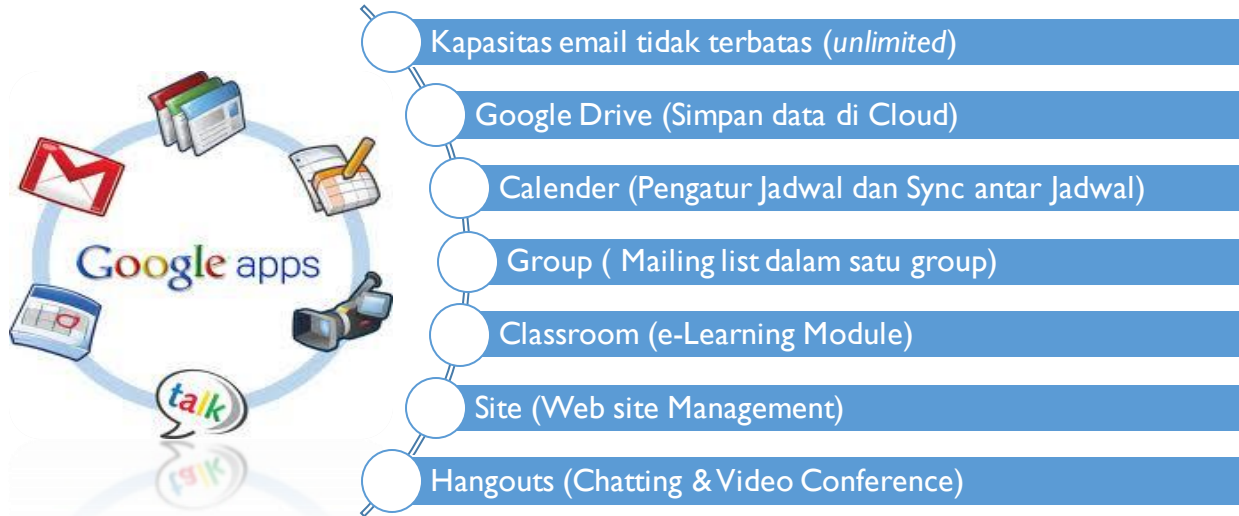 Google apps
talk
Kapasitas email tidak terbatas (unlimited)
Google Drive (Simpan data di Cloud)
Calender (Pengatur Jadwal dan Sync antar Jadwal)
Group ( Mailing list dalam satu group)
Classroom (e-Learning Module)
Site (Web site Management)
Hangouts (Chatting & Video Conference)